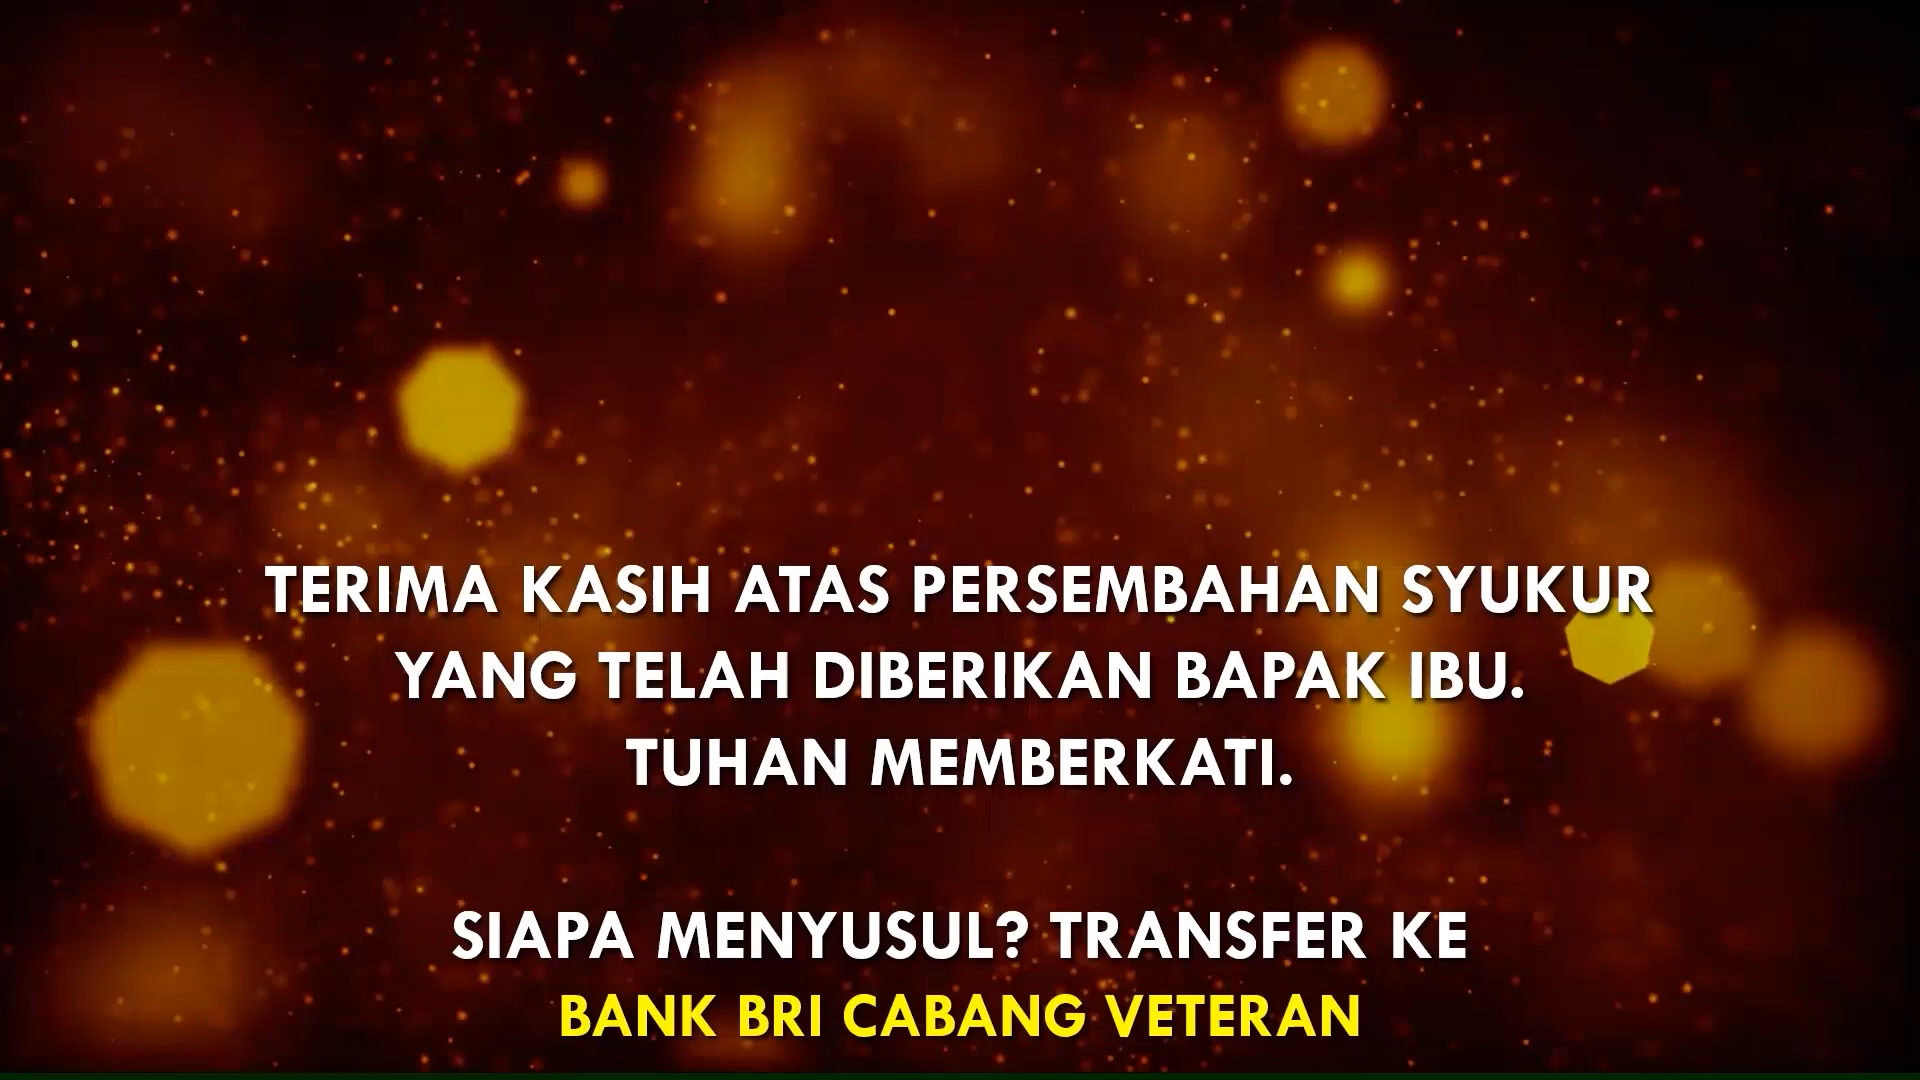 TERIMA KASIH ATAS PERSEMBAHAN SYUKUR
YANG TELAH DIBERIKAN BAPAK IBU.
TUHAN MEMBERKATI.
SIAPA MENYUSUL? TRANSFER KE
BANK BRI CABANG VETERAN